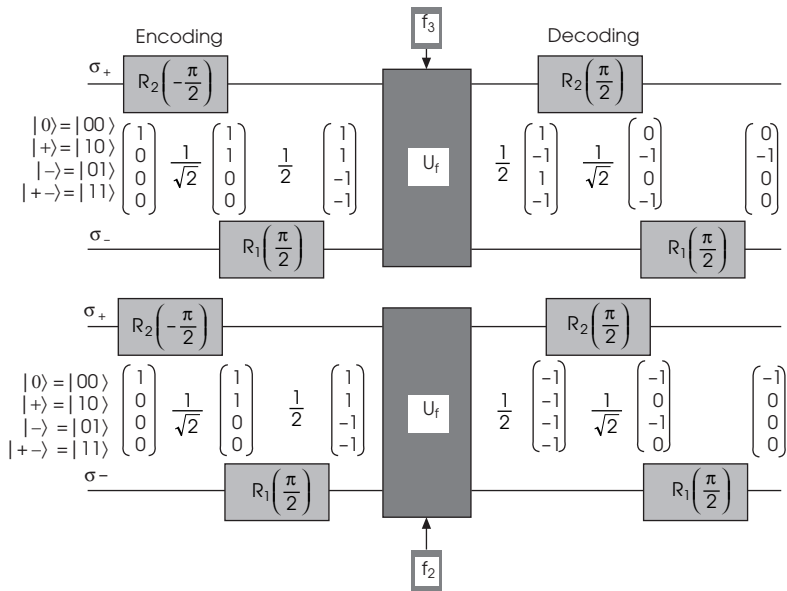 f₃
Encoding
Decoding
σ₊
R₂(−π/2)
R₂(π/2)
|0⟩=|00⟩
|+⟩=|10⟩
|−⟩=|01⟩
|+−⟩=|11⟩
(1 0 0 0)
1/√2
(1 1 0 0)
1/2
(1 1 −1 −1)
U_f
1/2
(1 −1 1 −1)
1/√2
(0 −1 0 −1)
(0 −1 0 0)
σ₋
R₁(π/2)
R₁(π/2)
σ₊
R₂(−π/2)
R₂(π/2)
|0⟩=|00⟩
|+⟩=|10⟩
|−⟩=|01⟩
|+−⟩=|11⟩
(1 0 0 0)
1/√2
(1 1 0 0)
1/2
(1 1 −1 −1)
U_f
1/2
(−1 −1 −1 −1)
1/√2
(−1 0 −1 0)
(−1 0 0 0)
σ−
R₁(π/2)
R₁(π/2)
f₂